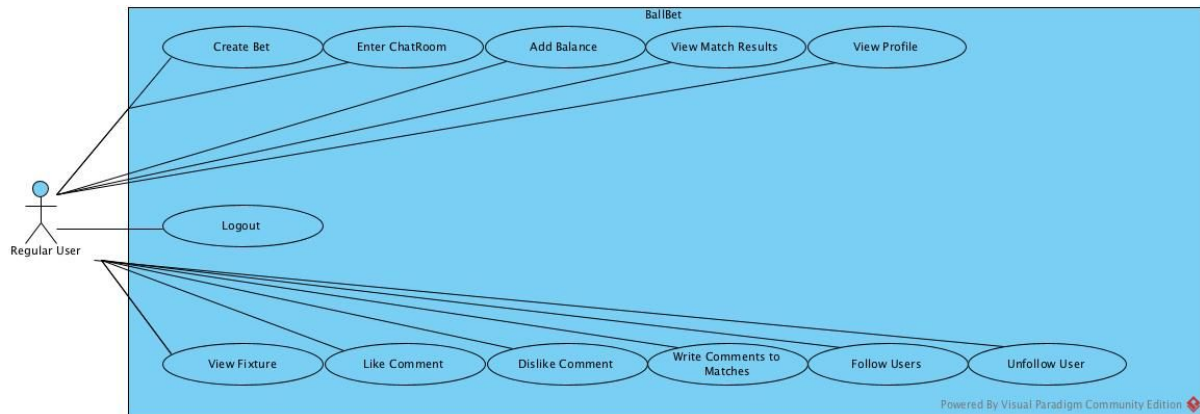 BallBet
Create Bet
Enter ChatRoom
Add Balance
View Match Results
View Profile
Logout
Regular User
View Fixture
Like Comment
Dislike Comment
Write Comments to
Matches
Follow Users
Unfollow User
Powered By Visual Paradigm Community Edition